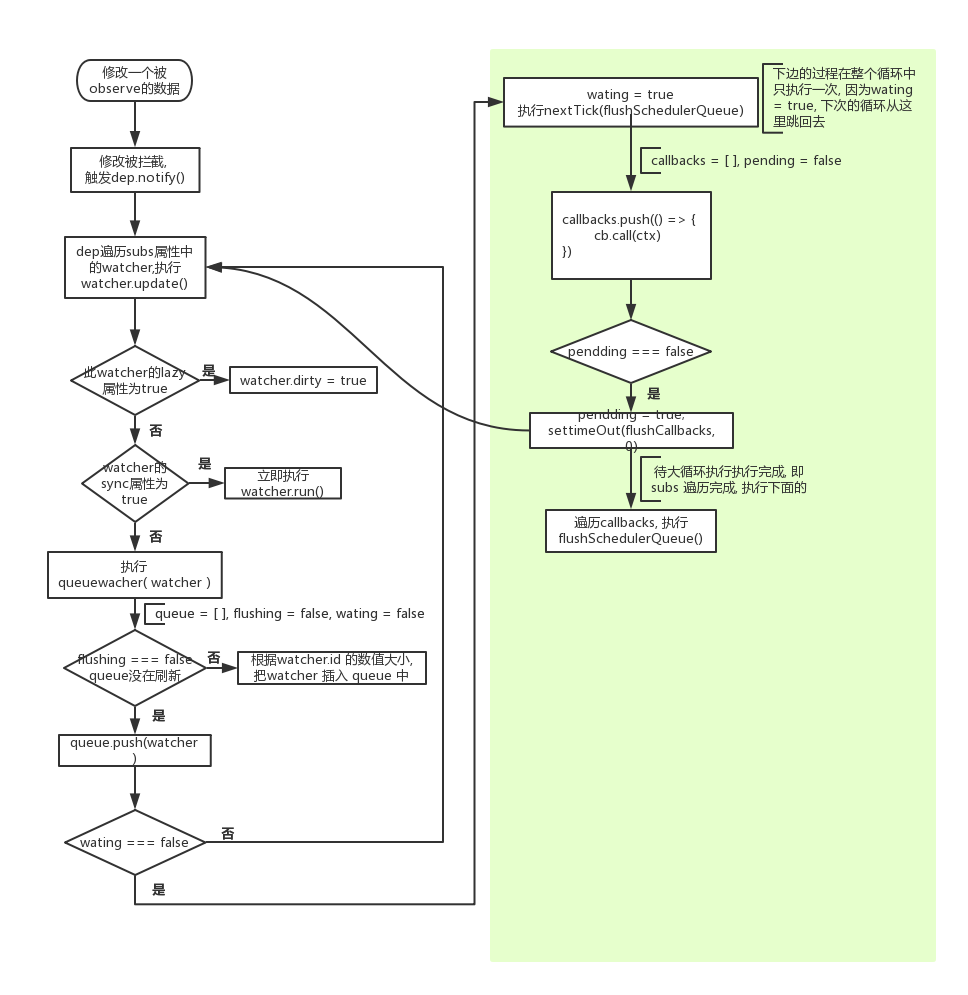 修改一个被
observe的数据
修改被拦截,
触发dep.notify()
dep遍历subs属性中
的watcher,执行
watcher.update()
此watcher的lazy
属性为true
是
watcher.dirty = true
否
watcher的
sync属性为
true
是
立即执行
watcher.run()
否
执行
queuewacher( watcher )
queue = [ ], flushing = false, wating = false
flushing === false
queue没在刷新
否
根据watcher.id 的数值大小,
把watcher 插入 queue 中
是
queue.push(watcher
)
wating === false
否
是
wating = true
执行nextTick(flushSchedulerQueue)
下边的过程在整个循环中
只执行一次, 因为wating
= true, 下次的循环从这
里跳回去
callbacks = [ ], pending = false
callbacks.push(() => {
cb.call(ctx)
})
pendding === false
是
pendding = true;
settimeOut(flushCallbacks,
0)
待大循环执行执行完成, 即
subs 遍历完成, 执行下面的
遍历callbacks, 执行
flushSchedulerQueue()